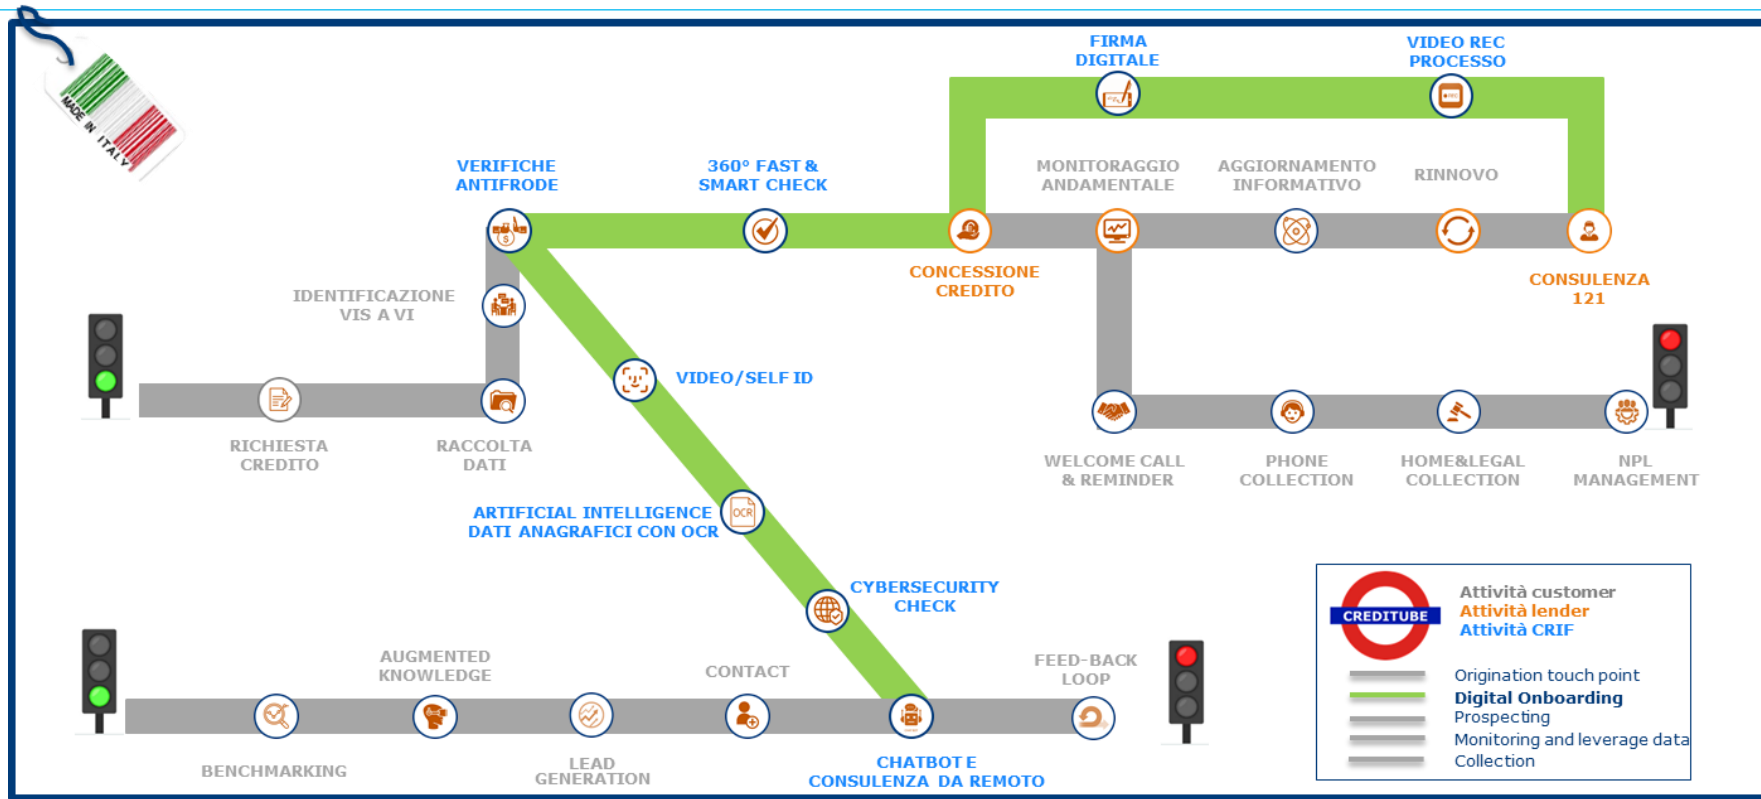 MADE IN ITALY
FIRMA
DIGITALE
VIDEO REC
PROCESSO
REC
VERIFICHE
ANTIFRODE
360° FAST &
SMART CHECK
MONITORAGGIO
ANDAMENTALE
AGGIORNAMENTO
INFORMATIVO
RINNOVO
CONCESSIONE
CREDITO
CONSULENZA
121
IDENTIFICAZIONE
VIS A VI
VIDEO/SELF ID
RICHIESTA
CREDITO
RACCOLTA
DATI
WELCOME CALL
& REMINDER
PHONE
COLLECTION
HOME&LEGAL
COLLECTION
NPL
MANAGEMENT
ARTIFICIAL INTELLIGENCE
DATI ANAGRAFICI CON OCR
OCR
CYBERSECURITY
CHECK
AUGMENTED
KNOWLEDGE
CONTACT
FEED-BACK
LOOP
BENCHMARKING
LEAD
GENERATION
CHATBOT E
CONSULENZA DA REMOTO
CREDITUBE
Attività customer
Attività lender
Attività CRIF
Origination touch point
Digital Onboarding
Prospecting
Monitoring and leverage data
Collection